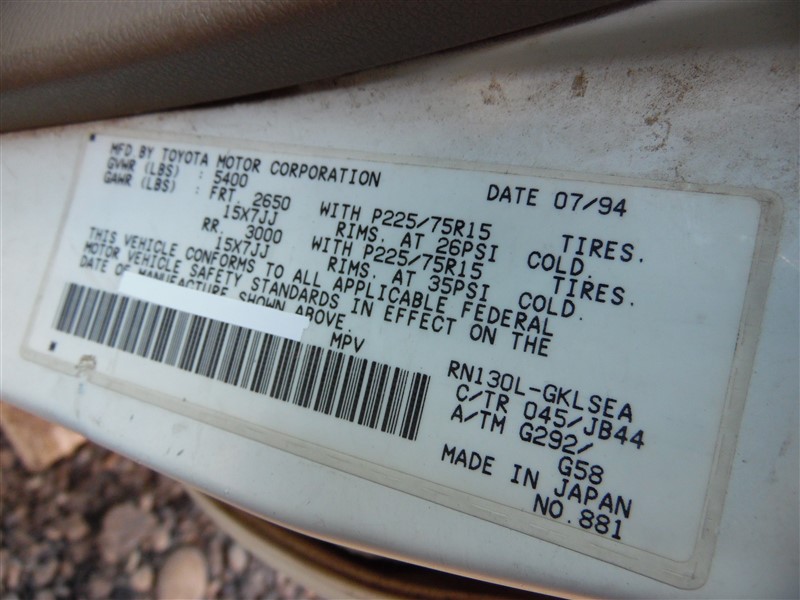 MFD.BY TOYOTA MOTOR CORPORATION DATE 07/94
GVWR (LBS) : 5400
GAWR (LBS) : FRT. 2650 WITH P225/75R15 TIRES.
15X7JJ RIMS. AT 26PSI COLD.
RR. 3000 WITH P225/75R15 TIRES.
15X7JJ RIMS. AT 35PSI COLD.
THIS VEHICLE CONFORMS TO ALL APPLICABLE FEDERAL
MOTOR VEHICLE SAFETY STANDARDS IN EFFECT ON THE
DATE OF MANUFACTURE SHOWN ABOVE.
MPV
RN130L-GKLSEA
C/TR 045/JB44
A/TM G292/
G58
MADE IN JAPAN
NO.881